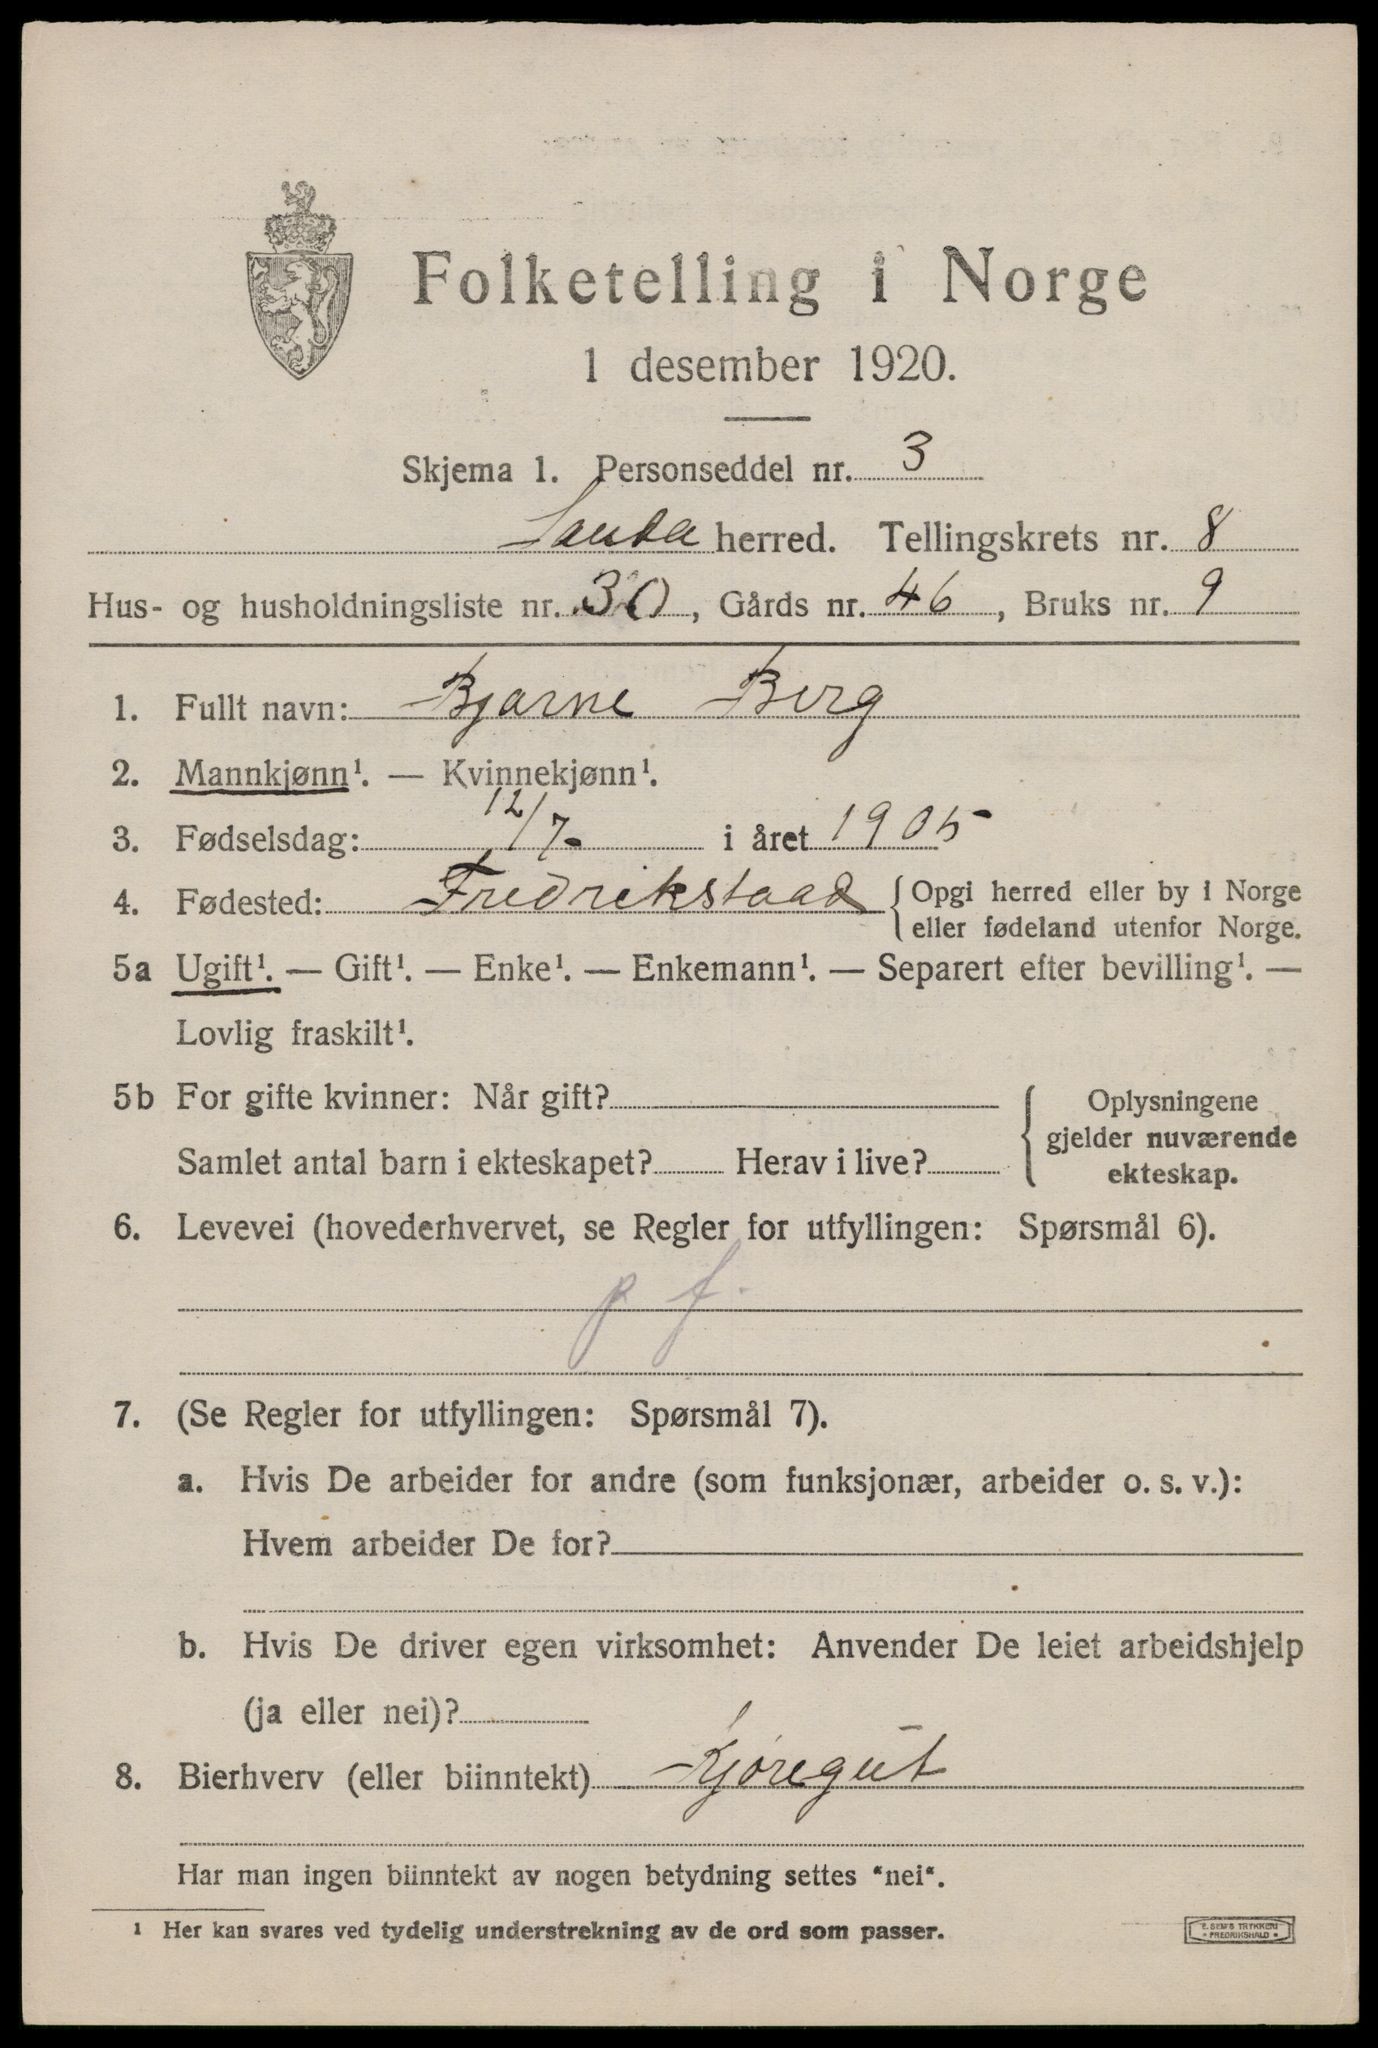 Folketelling i Norge
1 desember 1920.
Skjema 1. Personseddel nr. 3
Sauda herred. Tellingskrets nr. 8
Hus- og husholdningsliste nr. 30, Gårds nr. 46, Bruks nr. 9
1. Fullt navn: Bjarne Berg
2. Mannkjønn¹. — Kvinnekjønn¹.
3. Fødselsdag: 12/7- i året 1905
4. Fødested: Fredrikstaad { Opgi herred eller by i Norge
eller fødeland utenfor Norge.
5a Ugift¹. — Gift¹. — Enke¹. — Enkemann¹. — Separert efter bevilling¹. —
Lovlig fraskilt¹.
5b For gifte kvinner: Når gift?
Samlet antal barn i ekteskapet? Herav i live?
Oplysningene
gjelder nuværende
ekteskap.
6. Levevei (hovederhvervet, se Regler for utfyllingen: Spørsmål 6).
p f.
7. (Se Regler for utfyllingen: Spørsmål 7).
a. Hvis De arbeider for andre (som funksjonær, arbeider o. s. v.):
Hvem arbeider De for?
b. Hvis De driver egen virksomhet: Anvender De leiet arbeidshjelp
(ja eller nei)?
8. Bierhverv (eller biinntekt) Kjøregut
Har man ingen biinntekt av nogen betydning settes "nei".
1 Her kan svares ved tydelig understrekning av de ord som passer.
E. SEM'S TRYKKERI
FREDRIKSHALD